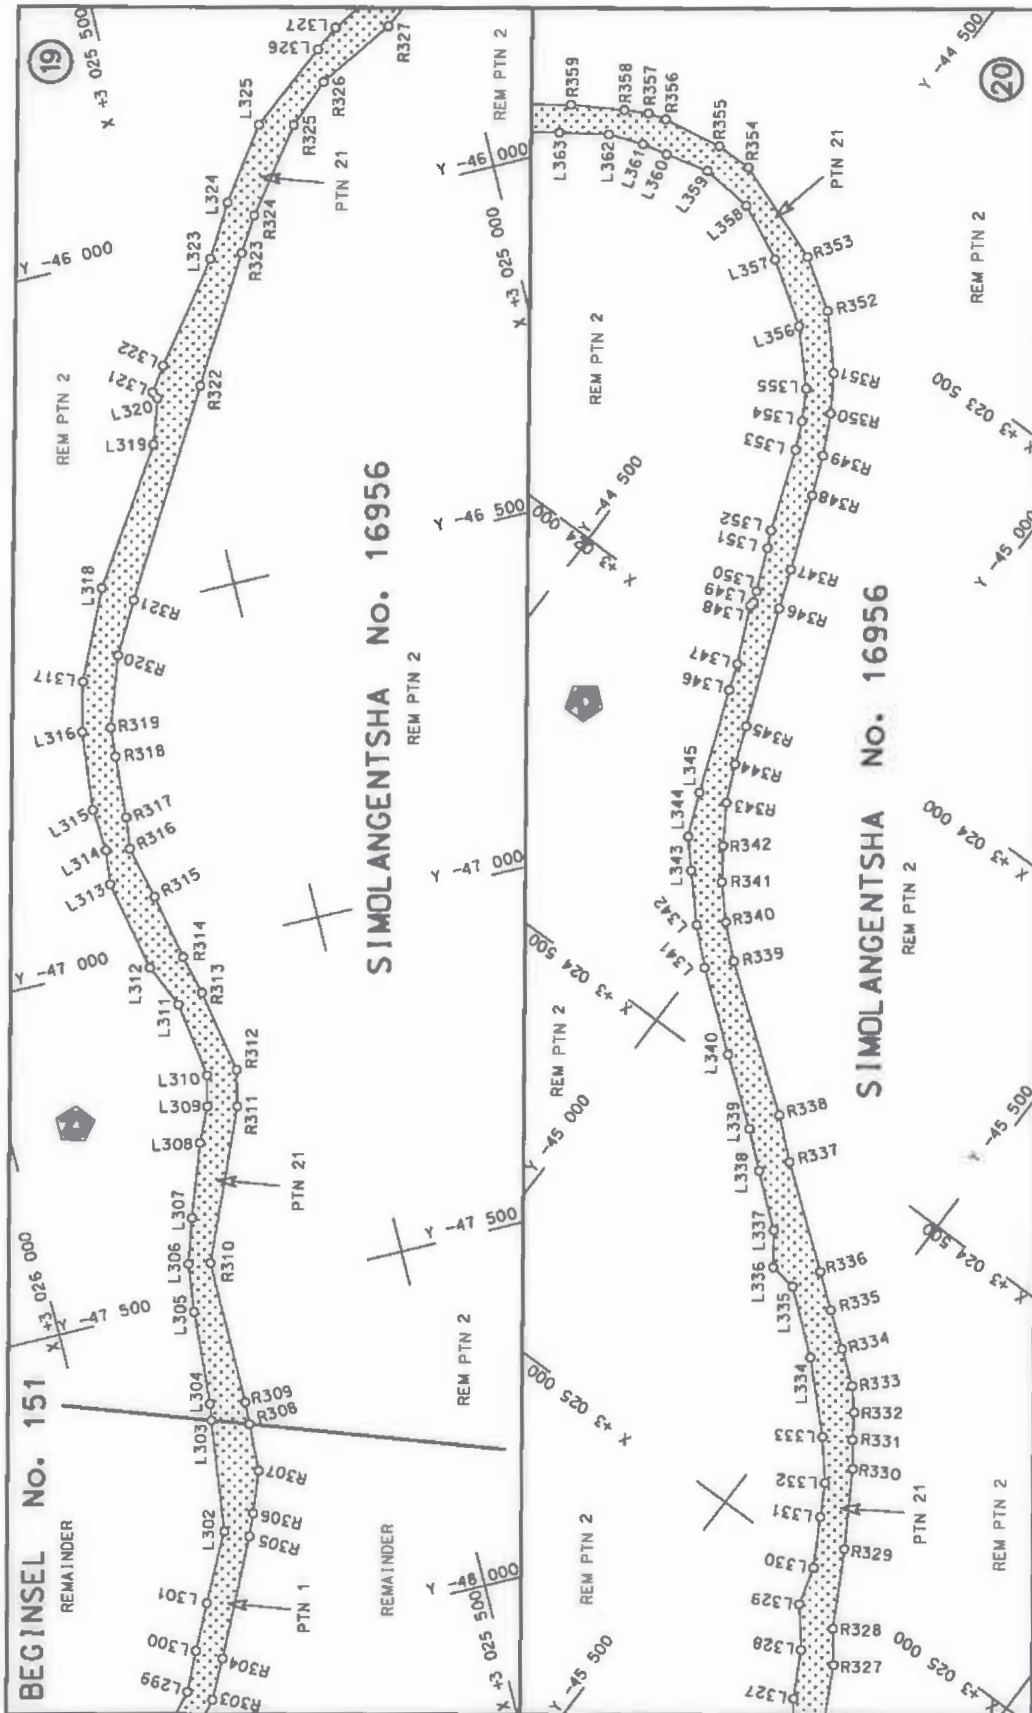 19
BEGINSEL No. 151
REMAINDER
REMAINDER
PTN 1
SIMOLANGENTSHA No. 16956
REM PTN 2
REM PTN 2
REM PTN 2
REM PTN 2
PTN 21
PTN 21
L299
L300
L301
L302
L303
L304
L305
L306
L307
L308
L309
L310
L311
L312
L313
L314
L315
L316
L317
L318
L319
L320
L321
L322
L323
L324
L325
L326
L327
R303
R304
R305
R306
R307
R308
R309
R310
R311
R312
R313
R314
R315
R316
R317
R318
R319
R320
R321
R322
R323
R324
R325
R326
R327
X +3 026 000
Y -47 500
Y -47 000
Y -46 000
X +3 025 500
X +3 025 500
Y -48 000
Y -47 500
Y -47 000
Y -46 500
Y -46 000
X +3 025 000
20
SIMOLANGENTSHA No. 16956
REM PTN 2
REM PTN 2
REM PTN 2
REM PTN 2
REM PTN 2
REM PTN 2
PTN 21
PTN 21
L327
L328
L329
L330
L331
L332
L333
L334
L335
L336
L337
L338
L339
L340
L341
L342
L343
L344
L345
L346
L347
L348
L349
L350
L351
L352
L353
L354
L355
L356
L357
L358
L359
L360
L361
L362
L363
R327
R328
R329
R330
R331
R332
R333
R334
R335
R336
R337
R338
R339
R340
R341
R342
R343
R344
R345
R346
R347
R348
R349
R350
R351
R352
R353
R354
R355
R356
R357
R358
R359
Y -45 500
X +3 025 000
Y -45 000
X +3 024 500
X +3 024 000
Y -44 500
X +3 025 000
X +3 024 500
Y -45 500
X +3 024 000
Y -45 000
X +3 023 500
Y -44 500